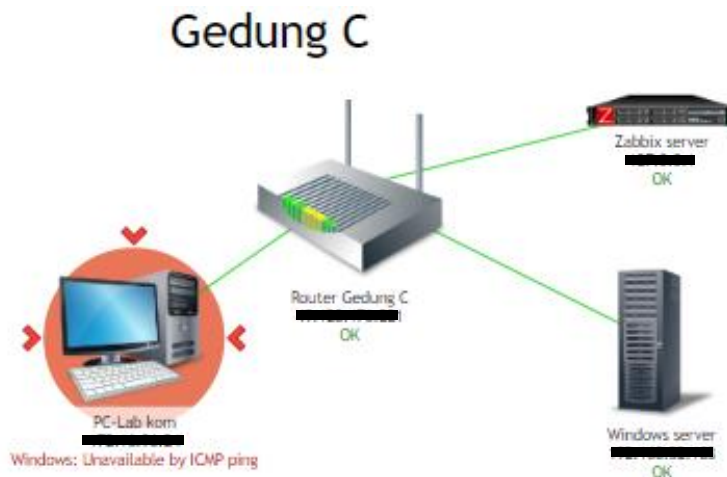 Gedung C
Z
Zabbix server
OK
Router Gedung C
OK
PC-Lab kom
Windows: Unavailable by ICMP ping
Windows server
OK